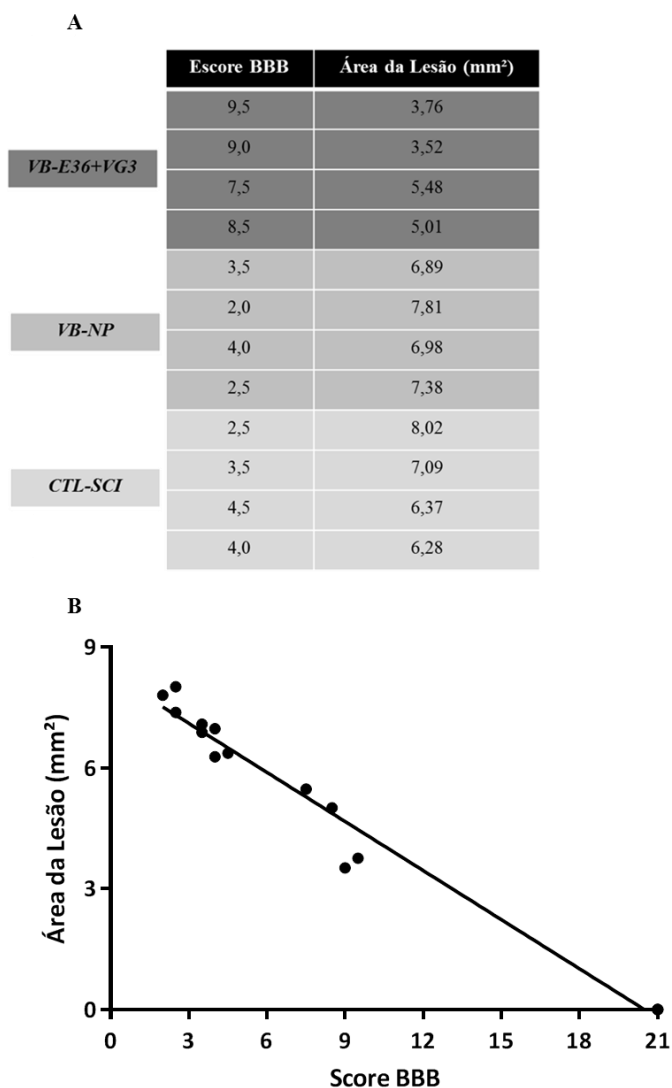 A
Escore BBB Área da Lesão (mm²)
9,5 3,76
9,0 3,52
VB-E36+VG3
7,5 5,48
8,5 5,01
3,5 6,89
2,0 7,81
VB-NP
4,0 6,98
2,5 7,38
2,5 8,02
3,5 7,09
CTL-SCI
4,5 6,37
4,0 6,28
B
9
6
3
0
Área da Lesão (mm²)
0 3 6 9 12 15 18 21
Score BBB